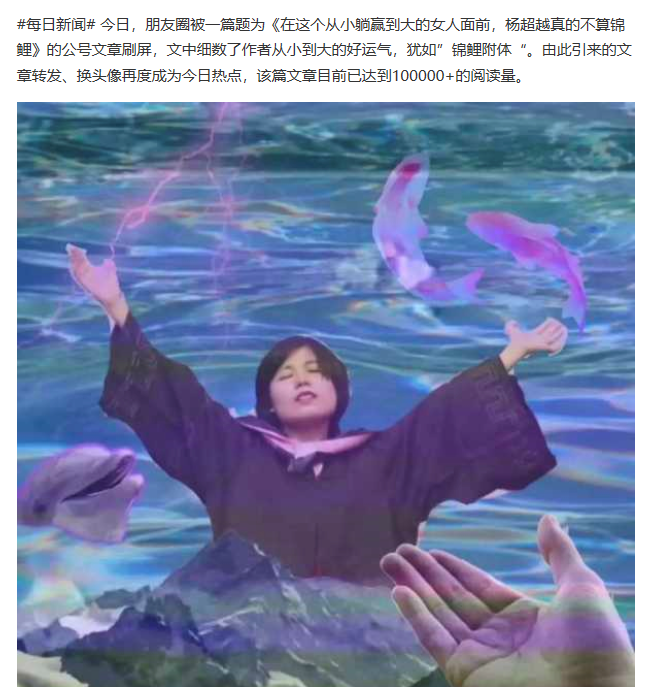 #每日新闻# 今日，朋友圈被一篇题为《在这个从小躺赢到大的女人面前，杨超越真的不算锦
鲤》的公号文章刷屏，文中细数了作者从小到大的好运气，犹如”锦鲤附体“。由此引来的文
章转发、换头像再度成为今日热点，该篇文章目前已达到100000+的阅读量。